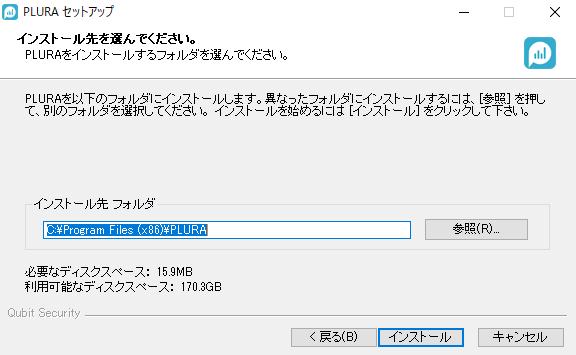 PLURA セットアップ
インストール先を選んでください。
PLURAをインストールするフォルダを選んでください。
PLURAを以下のフォルダにインストールします。異なったフォルダにインストールするには、[参照] を押し
て、別のフォルダを選択してください。 インストールを始めるには [インストール] をクリックして下さい。
インストール先 フォルダ
C:¥Program Files (x86)¥PLURA
参照(R)...
必要なディスクスペース: 15.9MB
利用可能なディスクスペース: 170.3GB
Qubit Security
< 戻る(B)
インストール
キャンセル